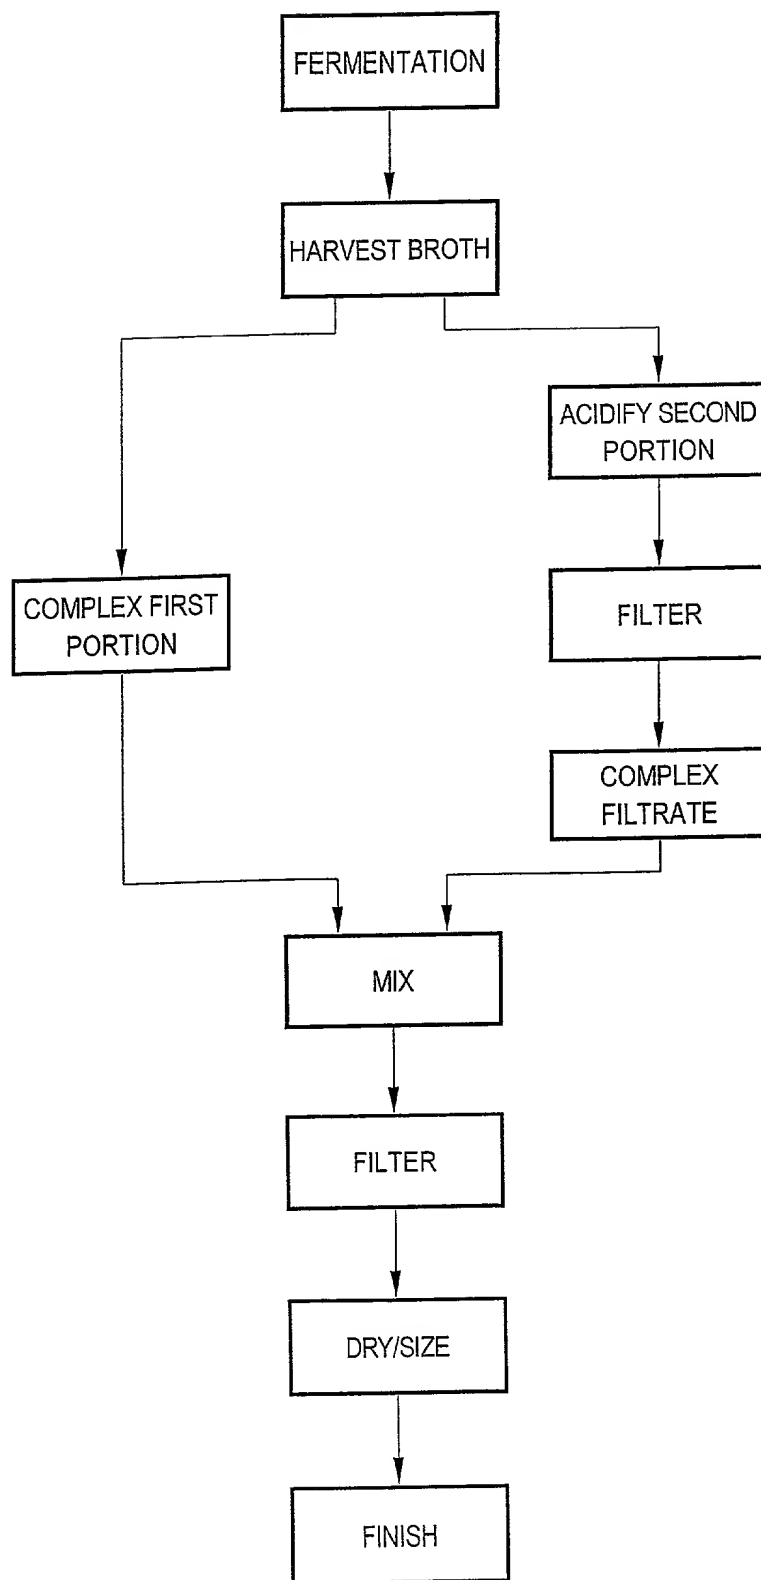 FERMENTATION
HARVEST BROTH
ACIDIFY SECOND
PORTION
COMPLEX FIRST
PORTION
FILTER
COMPLEX
FILTRATE
MIX
FILTER
DRY/SIZE
FINISH